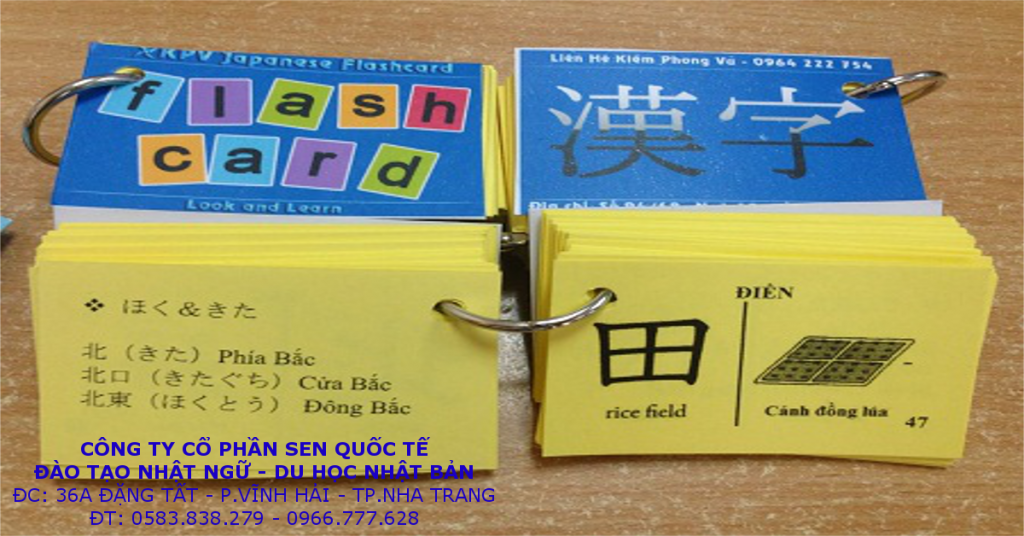 KPV Japanese Flashcard
flash
card
Look and Learn
Liên Hệ Kiếm Phong Vũ - 0964 222 754
漢字
Địa chỉ: Số
❖ ほく＆きた
北 （きた） Phía Bắc
北口 （きたぐち） Cửa Bắc
北東 （ほくとう） Đông Bắc
ĐIỀN
田
rice field
Cánh đồng lúa
47
CÔNG TY CỔ PHẦN SEN QUỐC TẾ
ĐÀO TẠO NHẬT NGỮ - DU HỌC NHẬT BẢN
ĐC: 36A ĐẶNG TẤT - P.VĨNH HẢI - TP.NHA TRANG
ĐT: 0583.838.279 - 0966.777.628